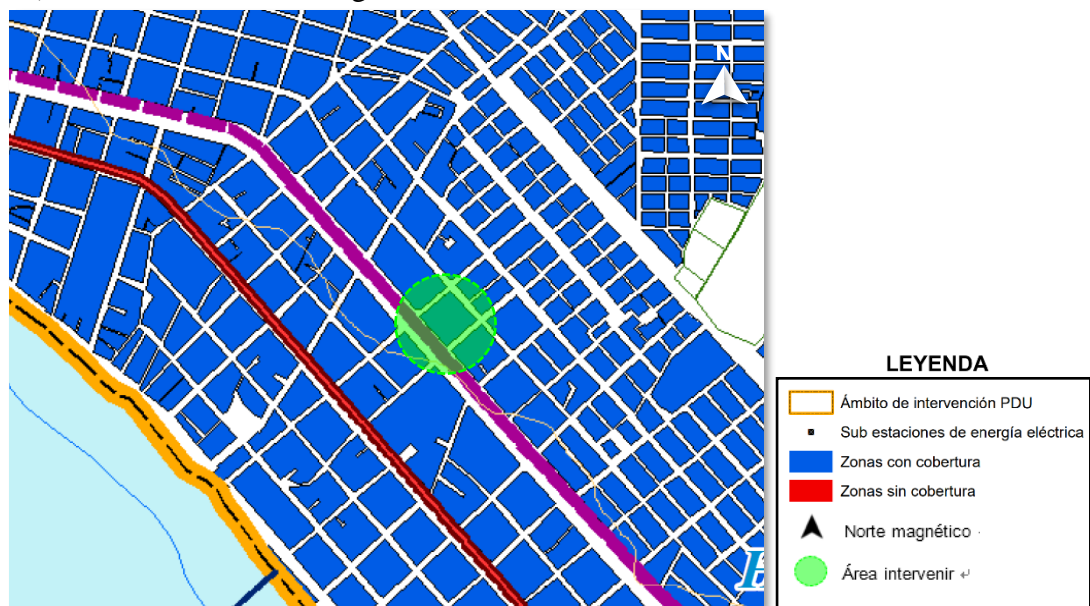 N
LEYENDA
Ámbito de intervención PDU
Sub estaciones de energía eléctrica
Zonas con cobertura
Zonas sin cobertura
Norte magnético
Área intervenir ↵